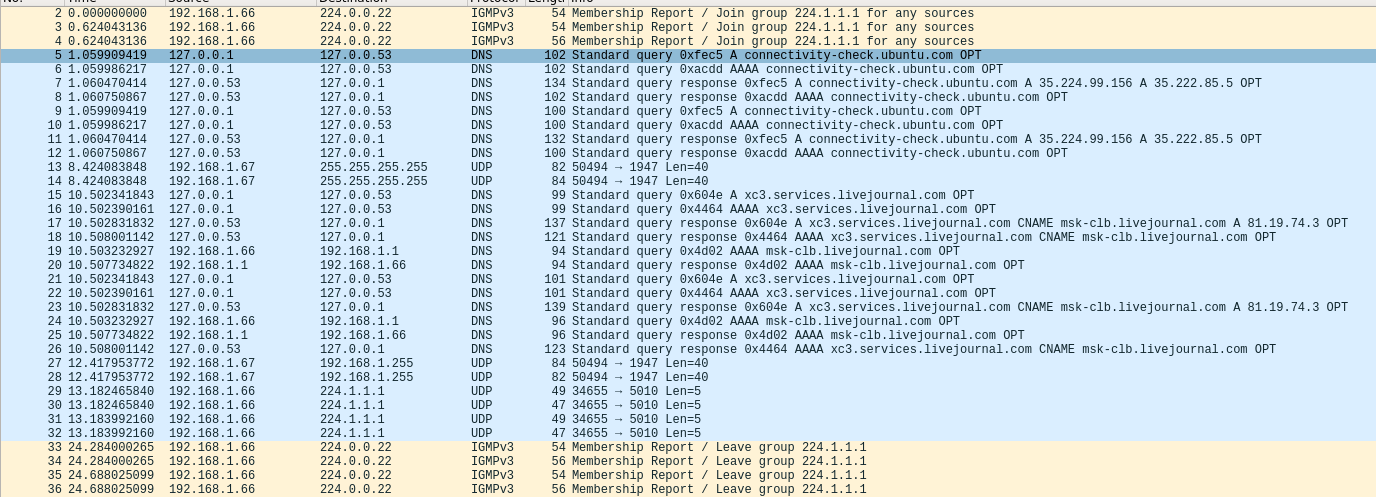 No. Time Source Destination Protocol Length Info
2 0.000000000 192.168.1.66 224.0.0.22 IGMPv3 54 Membership Report / Join group 224.1.1.1 for any sources
3 0.624043136 192.168.1.66 224.0.0.22 IGMPv3 54 Membership Report / Join group 224.1.1.1 for any sources
4 0.624043136 192.168.1.66 224.0.0.22 IGMPv3 56 Membership Report / Join group 224.1.1.1 for any sources
5 1.059909419 127.0.0.1 127.0.0.53 DNS 102 Standard query 0xfec5 A connectivity-check.ubuntu.com OPT
6 1.059986217 127.0.0.1 127.0.0.53 DNS 102 Standard query 0xacdd AAAA connectivity-check.ubuntu.com OPT
7 1.060470414 127.0.0.53 127.0.0.1 DNS 134 Standard query response 0xfec5 A connectivity-check.ubuntu.com A 35.224.99.156 A 35.222.85.5 OPT
8 1.060750867 127.0.0.53 127.0.0.1 DNS 102 Standard query response 0xacdd AAAA connectivity-check.ubuntu.com OPT
9 1.059909419 127.0.0.1 127.0.0.53 DNS 100 Standard query 0xfec5 A connectivity-check.ubuntu.com OPT
10 1.059986217 127.0.0.1 127.0.0.53 DNS 100 Standard query 0xacdd AAAA connectivity-check.ubuntu.com OPT
11 1.060470414 127.0.0.53 127.0.0.1 DNS 132 Standard query response 0xfec5 A connectivity-check.ubuntu.com A 35.224.99.156 A 35.222.85.5 OPT
12 1.060750867 127.0.0.53 127.0.0.1 DNS 100 Standard query response 0xacdd AAAA connectivity-check.ubuntu.com OPT
13 8.424083848 192.168.1.67 255.255.255.255 UDP 82 50494 → 1947 Len=40
14 8.424083848 192.168.1.67 255.255.255.255 UDP 84 50494 → 1947 Len=40
15 10.502341843 127.0.0.1 127.0.0.53 DNS 99 Standard query 0x604e A xc3.services.livejournal.com OPT
16 10.502390161 127.0.0.1 127.0.0.53 DNS 99 Standard query 0x4464 AAAA xc3.services.livejournal.com OPT
17 10.502831832 127.0.0.53 127.0.0.1 DNS 137 Standard query response 0x604e A xc3.services.livejournal.com CNAME msk-clb.livejournal.com A 81.19.74.3 OPT
18 10.508001142 127.0.0.53 127.0.0.1 DNS 121 Standard query response 0x4464 AAAA xc3.services.livejournal.com CNAME msk-clb.livejournal.com OPT
19 10.503232927 192.168.1.66 192.168.1.1 DNS 94 Standard query 0x4d02 AAAA msk-clb.livejournal.com OPT
20 10.507734822 192.168.1.1 192.168.1.66 DNS 94 Standard query response 0x4d02 AAAA msk-clb.livejournal.com OPT
21 10.502341843 127.0.0.1 127.0.0.53 DNS 101 Standard query 0x604e A xc3.services.livejournal.com OPT
22 10.502390161 127.0.0.1 127.0.0.53 DNS 101 Standard query 0x4464 AAAA xc3.services.livejournal.com OPT
23 10.502831832 127.0.0.53 127.0.0.1 DNS 139 Standard query response 0x604e A xc3.services.livejournal.com CNAME msk-clb.livejournal.com A 81.19.74.3 OPT
24 10.503232927 192.168.1.66 192.168.1.1 DNS 96 Standard query 0x4d02 AAAA msk-clb.livejournal.com OPT
25 10.507734822 192.168.1.1 192.168.1.66 DNS 96 Standard query response 0x4d02 AAAA msk-clb.livejournal.com OPT
26 10.508001142 127.0.0.53 127.0.0.1 DNS 123 Standard query response 0x4464 AAAA xc3.services.livejournal.com CNAME msk-clb.livejournal.com OPT
27 12.417953772 192.168.1.67 192.168.1.255 UDP 84 50494 → 1947 Len=40
28 12.417953772 192.168.1.67 192.168.1.255 UDP 82 50494 → 1947 Len=40
29 13.182465840 192.168.1.66 224.1.1.1 UDP 49 34655 → 5010 Len=5
30 13.182465840 192.168.1.66 224.1.1.1 UDP 47 34655 → 5010 Len=5
31 13.183992160 192.168.1.66 224.1.1.1 UDP 49 34655 → 5010 Len=5
32 13.183992160 192.168.1.66 224.1.1.1 UDP 47 34655 → 5010 Len=5
33 24.284000265 192.168.1.66 224.0.0.22 IGMPv3 54 Membership Report / Leave group 224.1.1.1
34 24.284000265 192.168.1.66 224.0.0.22 IGMPv3 56 Membership Report / Leave group 224.1.1.1
35 24.688025099 192.168.1.66 224.0.0.22 IGMPv3 54 Membership Report / Leave group 224.1.1.1
36 24.688025099 192.168.1.66 224.0.0.22 IGMPv3 56 Membership Report / Leave group 224.1.1.1